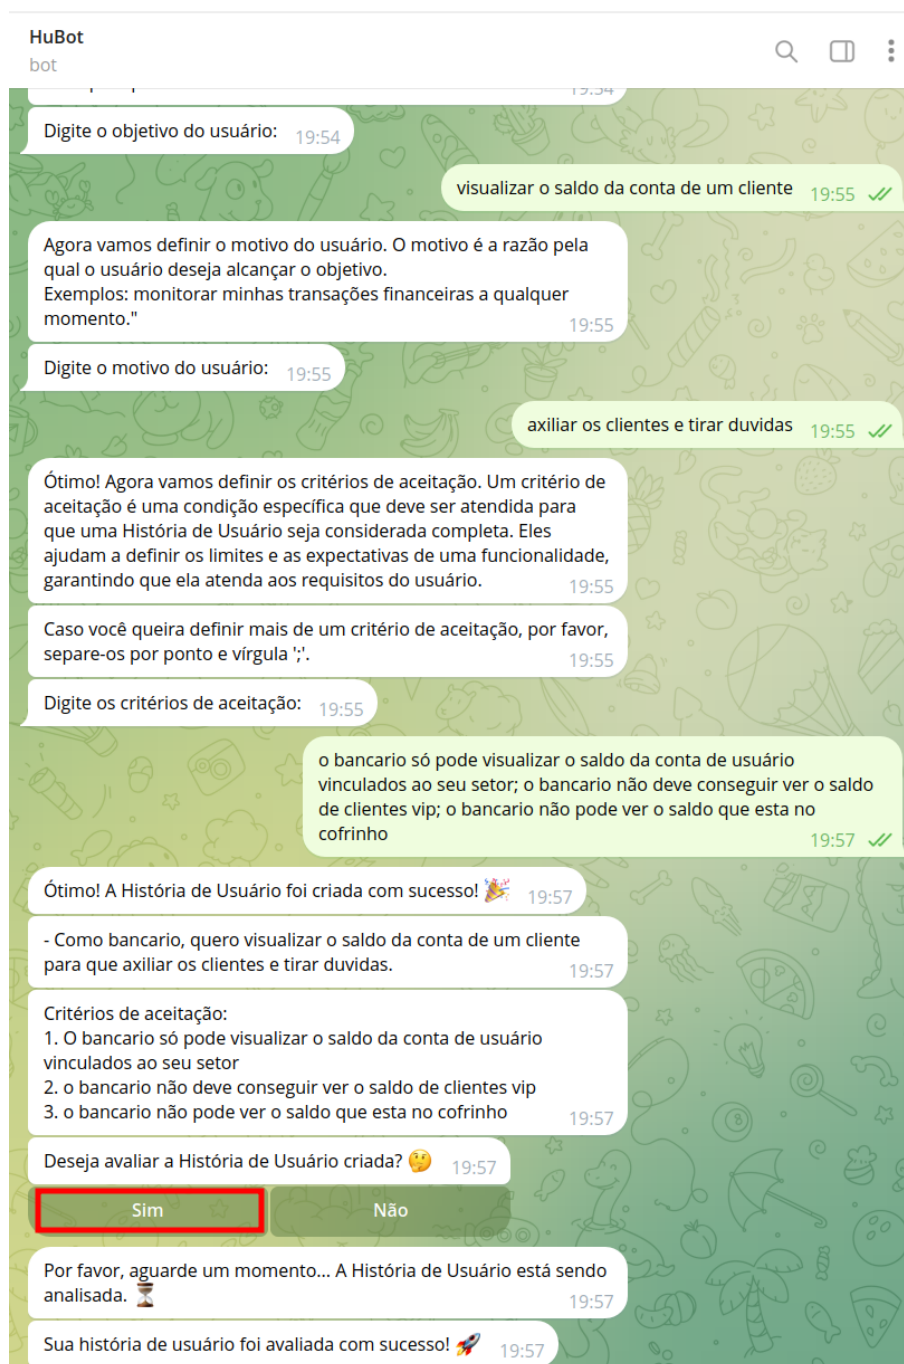 HuBot
bot
19:54
Digite o objetivo do usuário: 19:54
visualizar o saldo da conta de um cliente 19:55
Agora vamos definir o motivo do usuário. O motivo é a razão pela
qual o usuário deseja alcançar o objetivo.
Exemplos: monitorar minhas transações financeiras a qualquer
momento." 19:55
Digite o motivo do usuário: 19:55
axiliar os clientes e tirar duvidas 19:55
Ótimo! Agora vamos definir os critérios de aceitação. Um critério de
aceitação é uma condição específica que deve ser atendida para
que uma História de Usuário seja considerada completa. Eles
ajudam a definir os limites e as expectativas de uma funcionalidade,
garantindo que ela atenda aos requisitos do usuário. 19:55
Caso você queira definir mais de um critério de aceitação, por favor,
separe-os por ponto e vírgula ';'. 19:55
Digite os critérios de aceitação: 19:55
o bancario só pode visualizar o saldo da conta de usuário
vinculados ao seu setor; o bancario não deve conseguir ver o saldo
de clientes vip; o bancario não pode ver o saldo que esta no
cofrinho 19:57
Ótimo! A História de Usuário foi criada com sucesso! 🎉 19:57
- Como bancario, quero visualizar o saldo da conta de um cliente
para que axiliar os clientes e tirar duvidas. 19:57
Critérios de aceitação:
1. O bancario só pode visualizar o saldo da conta de usuário
vinculados ao seu setor
2. o bancario não deve conseguir ver o saldo de clientes vip
3. o bancario não pode ver o saldo que esta no cofrinho 19:57
Deseja avaliar a História de Usuário criada? 🤔 19:57
Sim Não
Por favor, aguarde um momento... A História de Usuário está sendo
analisada. ⏳ 19:57
Sua história de usuário foi avaliada com sucesso! 🚀 19:57